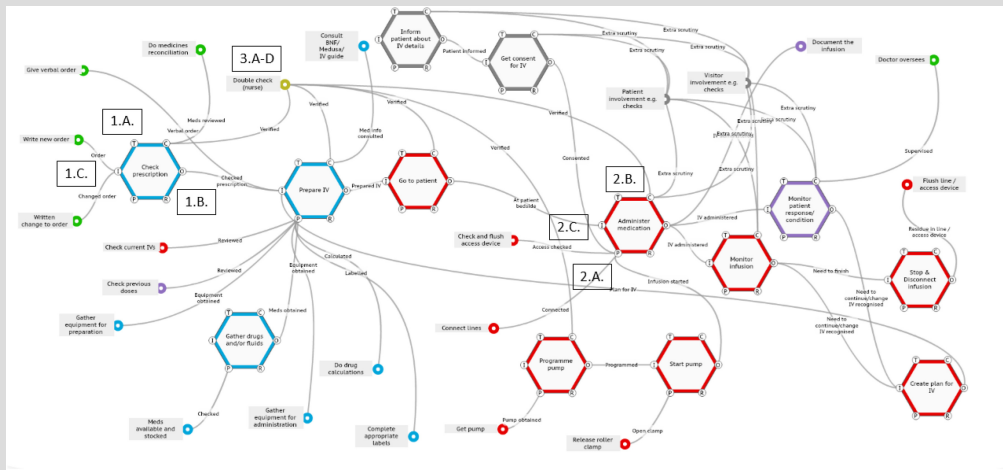 Inform
patient about
IV details
Get consent
for IV
Patient informed
Consult
BNF/
Medusa/
IV guide
Do medicines
reconciliation
3.A-D
Double check
(nurse)
Give verbal order
Document the
infusion
Doctor oversees
Visitor
involvement e.g.
checks
Patient
involvement e.g.
checks
Extra scrutiny
Extra scrutiny
Extra scrutiny
Extra scrutiny
Extra scrutiny
Extra scrutiny
Extra scrutiny
Extra scrutiny
Verified
Verified
Verified
Verified
Meds reviewed
Verbal order
Med info
consulted
1.A.
Write new order
Order
1.C.
Changed order
Written
change to order
Check
prescription
1.B.
Checked
prescription
Prepare IV
Prepared IV
Go to patient
At patient
bedside
Consented
Supervised
2.B.
Administer
medication
2.C.
2.A.
IV administered
IV administered
Monitor
patient
response/
condition
Monitor
infusion
Flush line /
access device
Residue in line /
access device
Stop &
Disconnect
infusion
Need to finish
Need to
continue/change
IV recognised
Need to
continue/change
IV recognised
Create plan for
IV
Plan for IV
Infusion started
Check and flush
access device
Access checked
Connect lines
Connected
Check current IVs
Reviewed
Check previous
doses
Reviewed
Gather
equipment for
preparation
Equipment
obtained
Equipment
obtained
Calculated
Labelled
Meds obtained
Gather drugs
and/or fluids
Checked
Meds
available and
stocked
Gather
equipment for
administration
Do drug
calculations
Complete
appropriate
labels
Programme
pump
Programmed
Start pump
Get pump
Pump obtained
Release roller
clamp
Open clamp